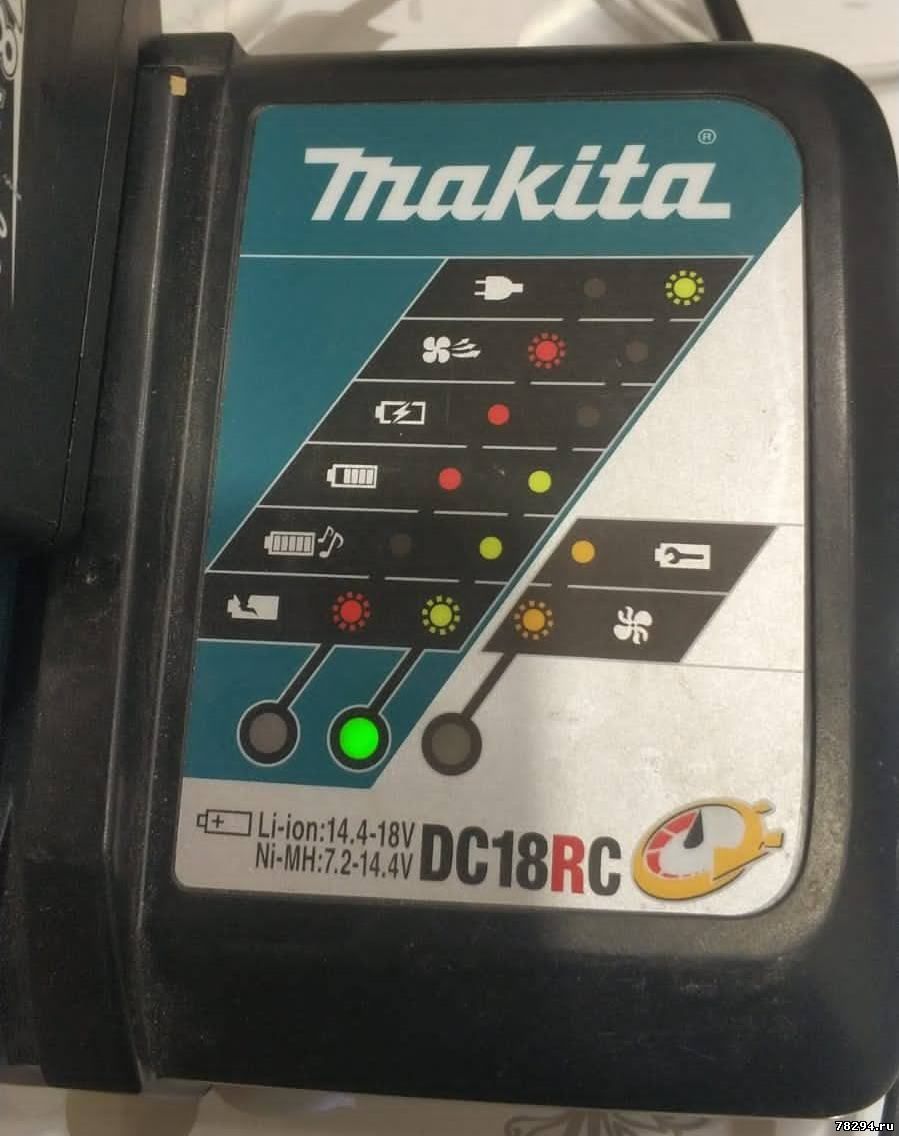 makita®
Li-ion:14.4-18V
Ni-MH:7.2-14.4V
DC18RC
78294.ru